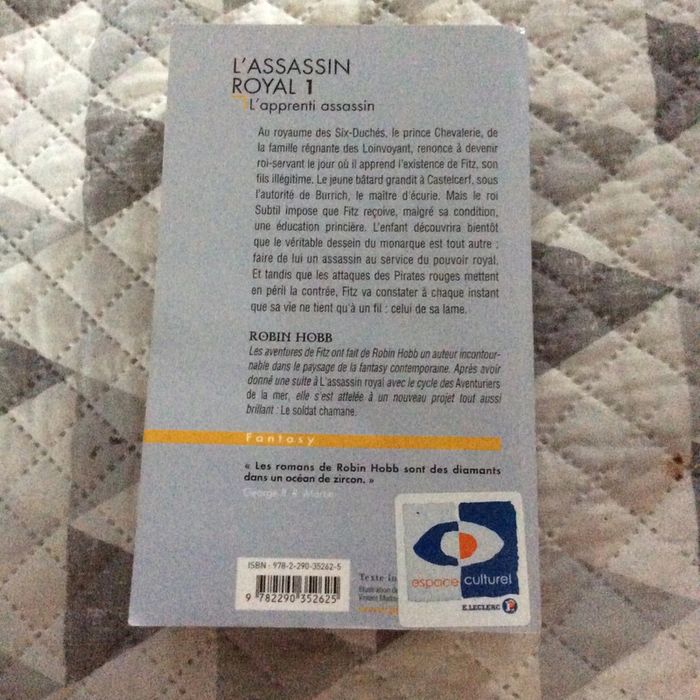 L'ASSASSIN
ROYAL 1
L'apprenti assassin
Au royaume des Six-Duchés, le prince Chevalerie, de
la famille régnante des Loinvoyant, renonce à devenir
roi-servant le jour où il apprend l'existence de Fitz, son
fils illégitime. Le jeune bâtard grandit à Castelcerf, sous
l'autorité de Burrich, le maître d'écurie. Mais le roi
Subtil impose que Fitz reçoive, malgré sa condition,
une éducation princière. L'enfant découvrira bientôt
que le véritable dessein du monarque est tout autre :
faire de lui un assassin au service du pouvoir royal.
Et tandis que les attaques des Pirates rouges mettent
en péril la contrée, Fitz va constater à chaque instant
que sa vie ne tient qu'à un fil : celui de sa lame.
ROBIN HOBB
Les aventures de Fitz ont fait de Robin Hobb un auteur incontour-
nable dans le paysage de la fantasy contemporaine. Après avoir
donné une suite à L'assassin royal avec le cycle des Aventuriers
de la mer, elle s'est attelée à un nouveau projet tout aussi
brillant : Le soldat chamane.
Fantasy
« Les romans de Robin Hobb sont des diamants
dans un océan de zircon. »
George R. R. Martin
ISBN : 978-2-290-35262-5
9 782290 352625
Texte in
Illustration de
espace culturel
E.LECLERC